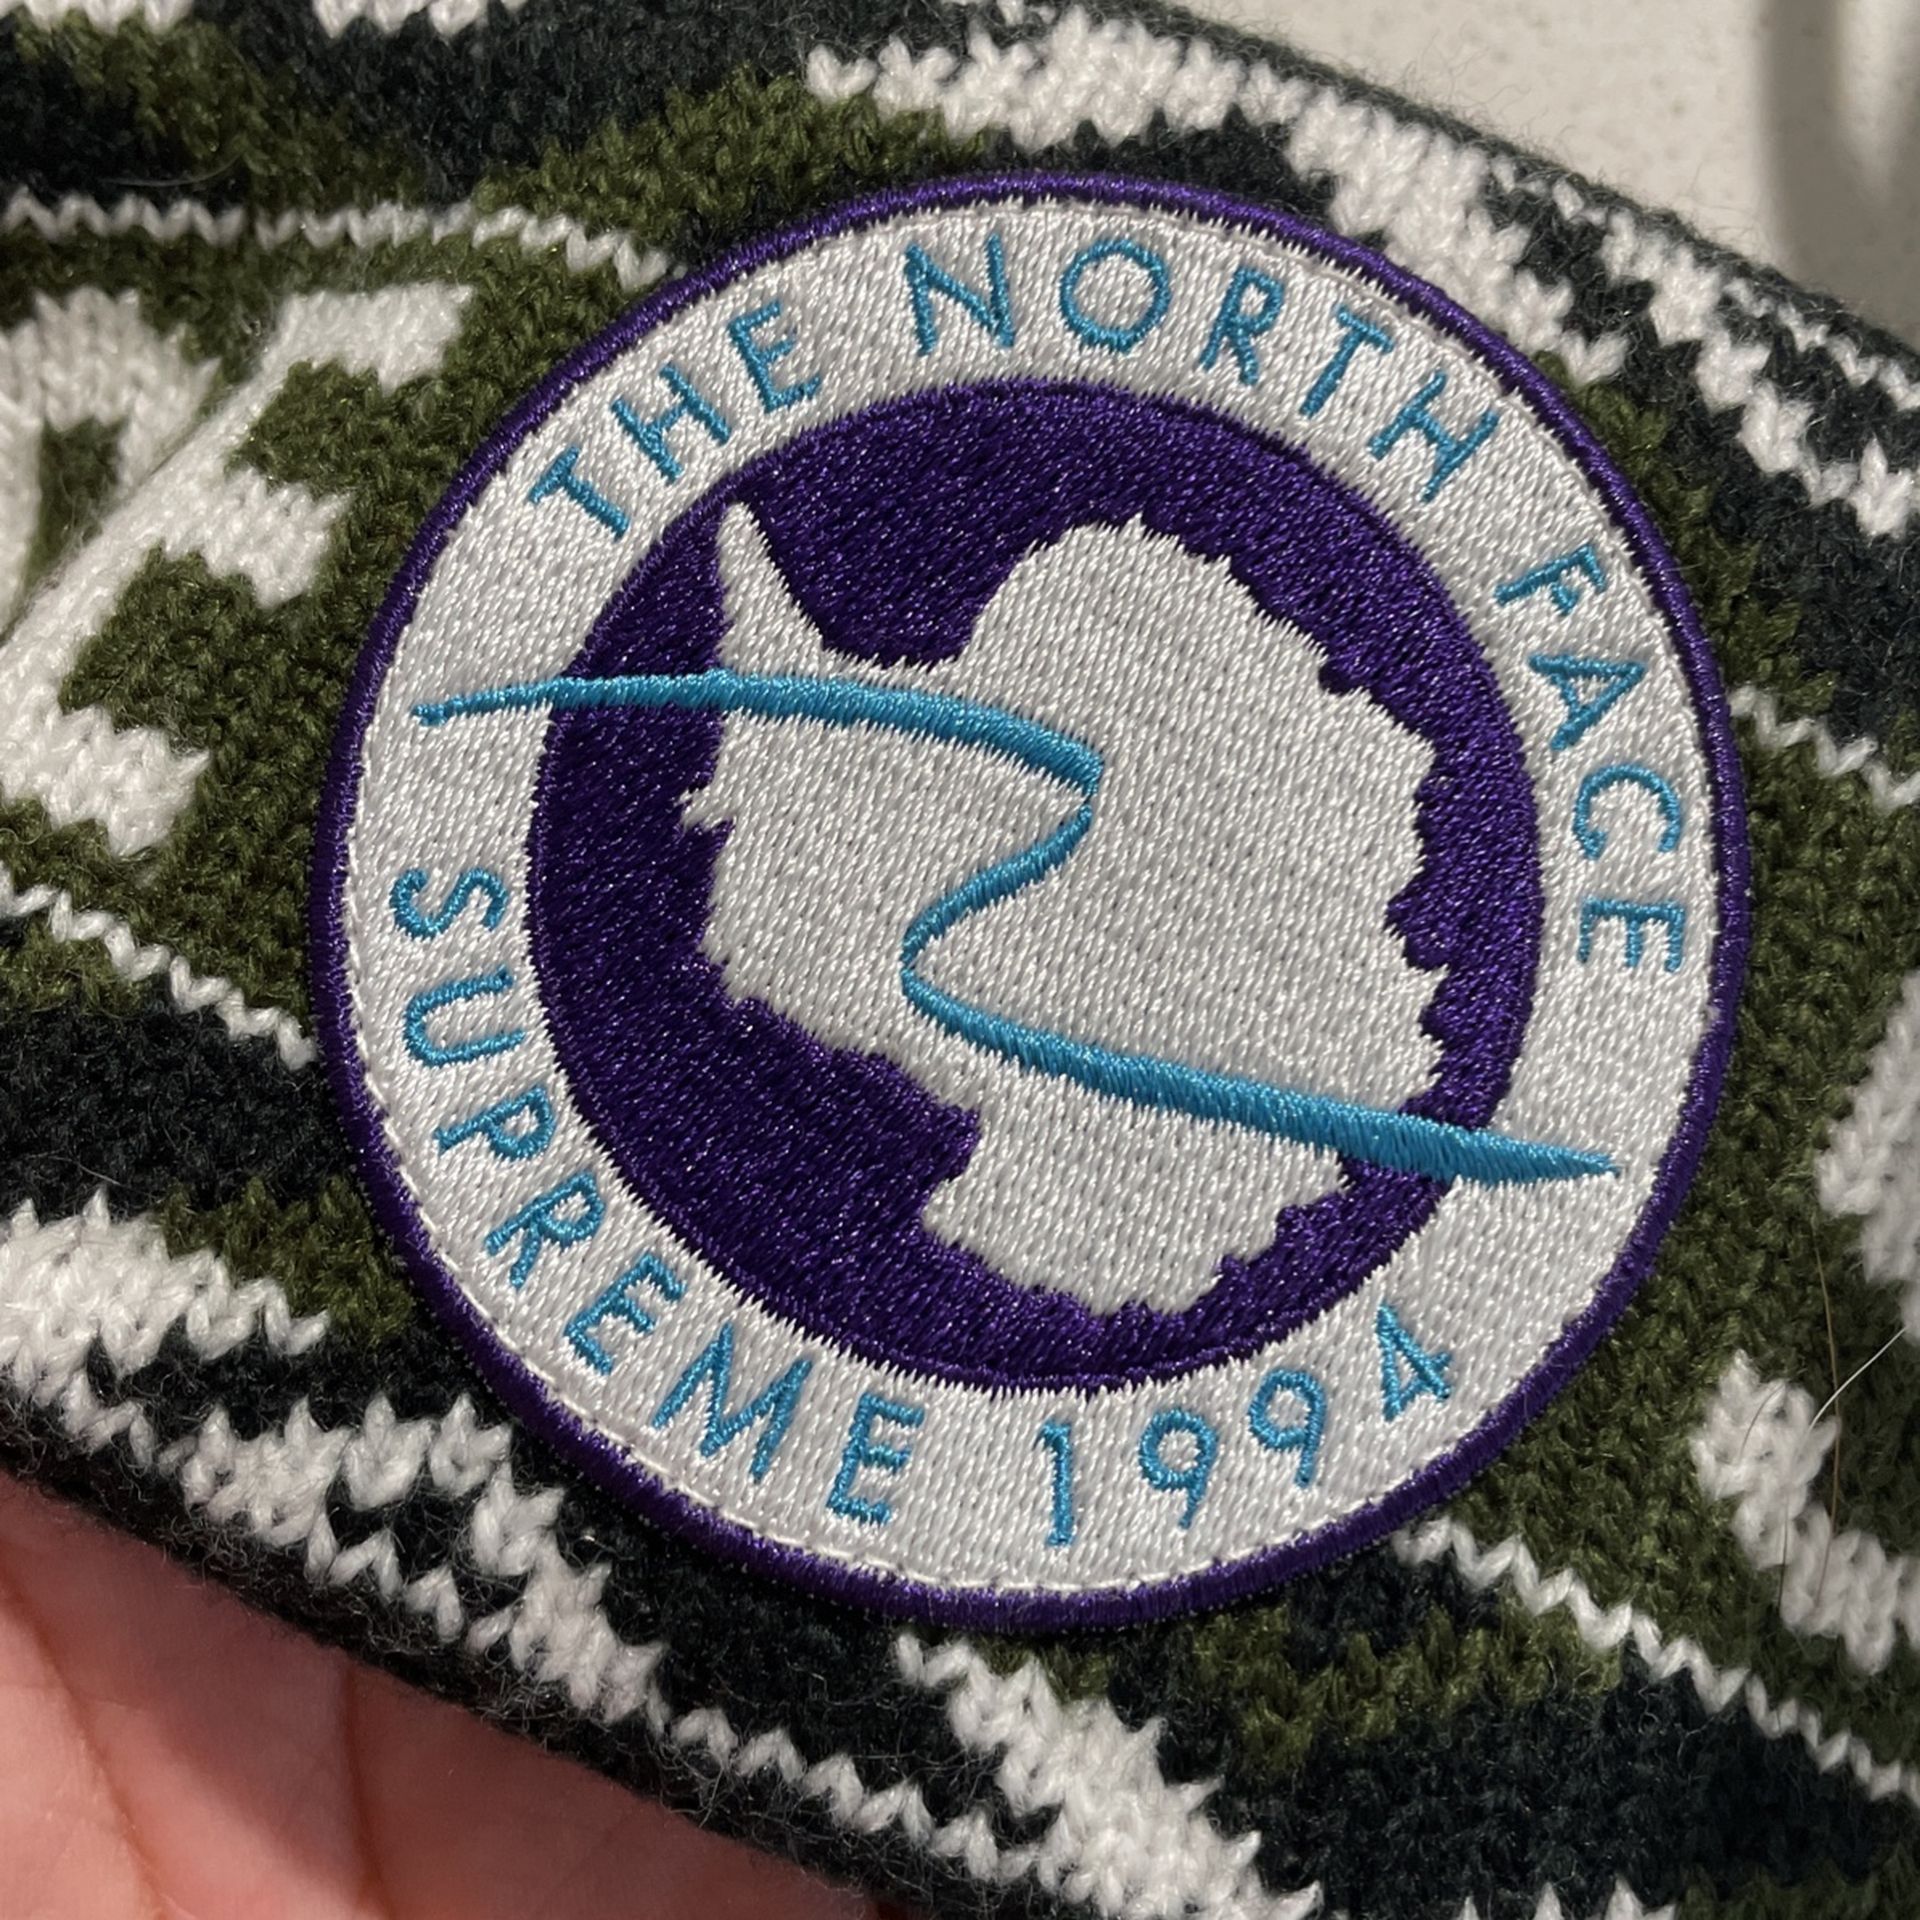 THE NORTH FACE
SUPREME 1994